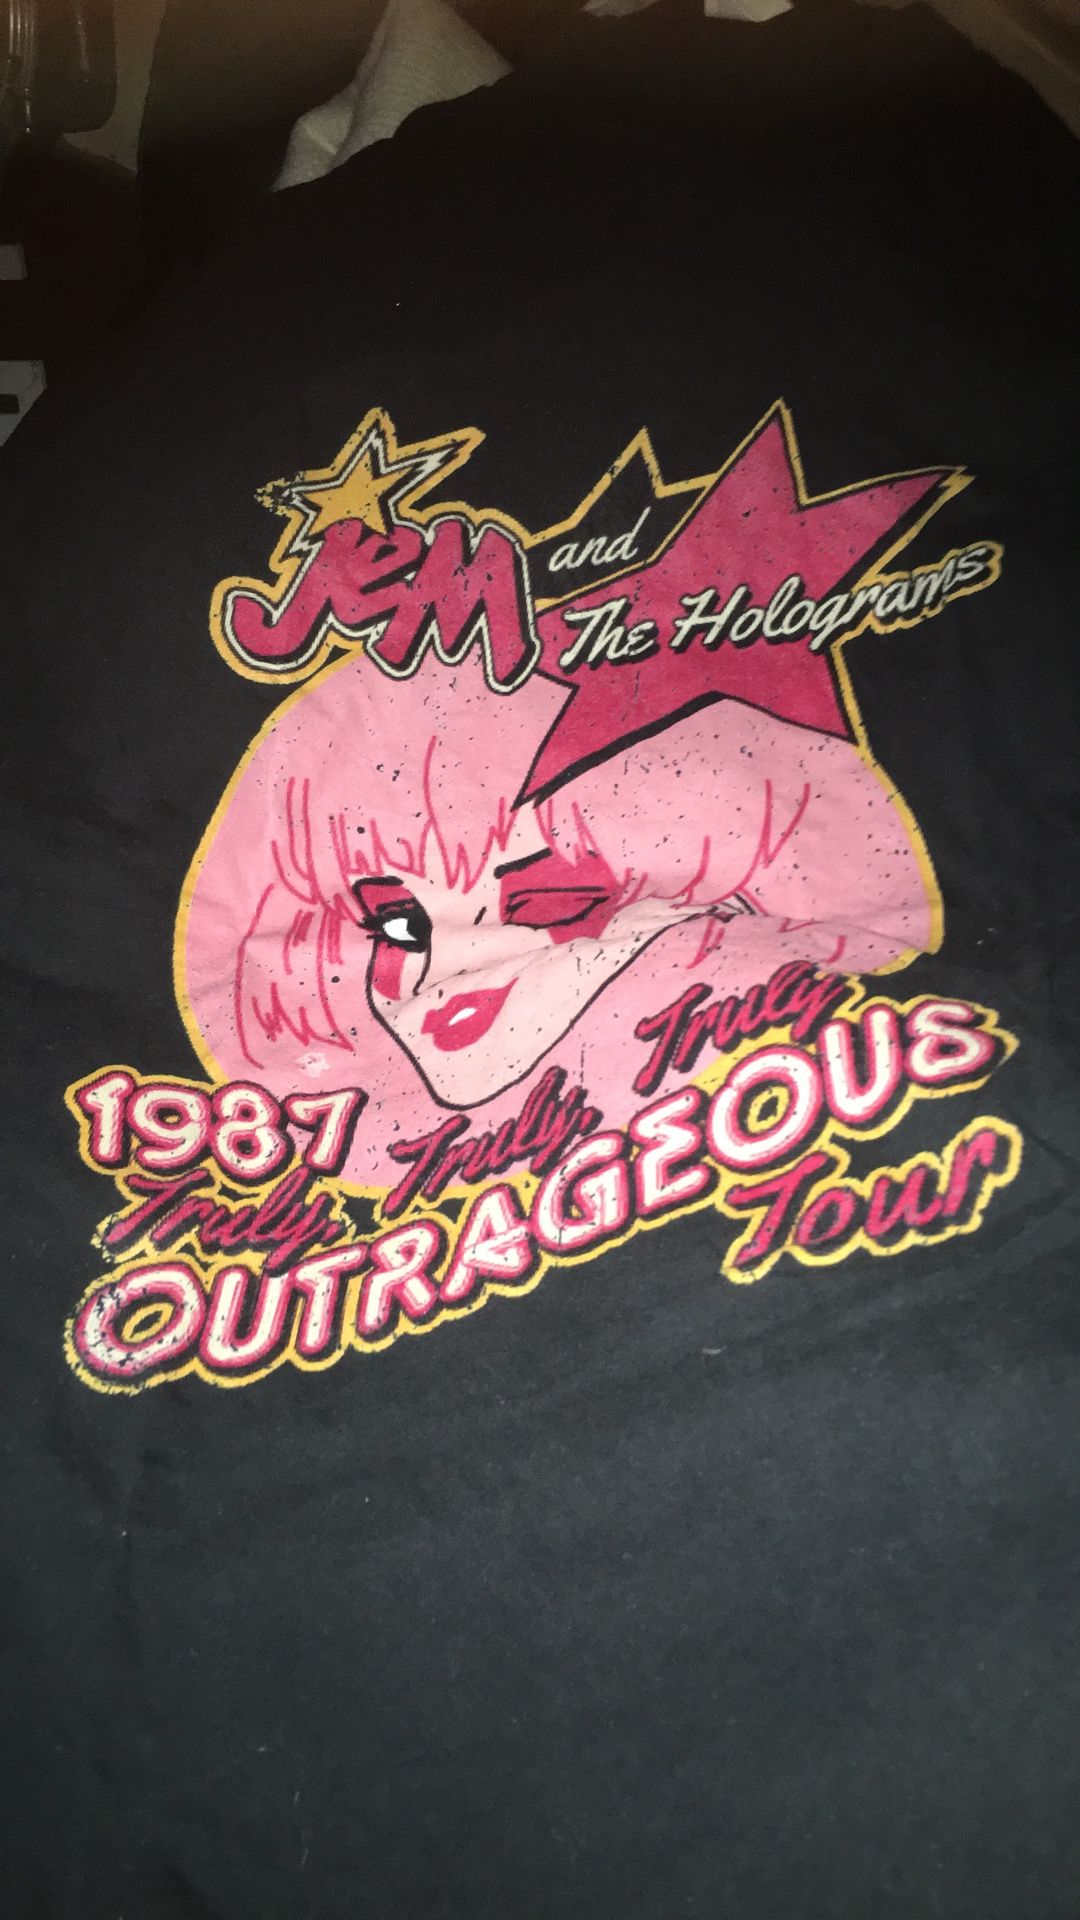 JeM and
The Holograms
1987
Truly, Truly, Truly
OUTRAGEOUS
Tour